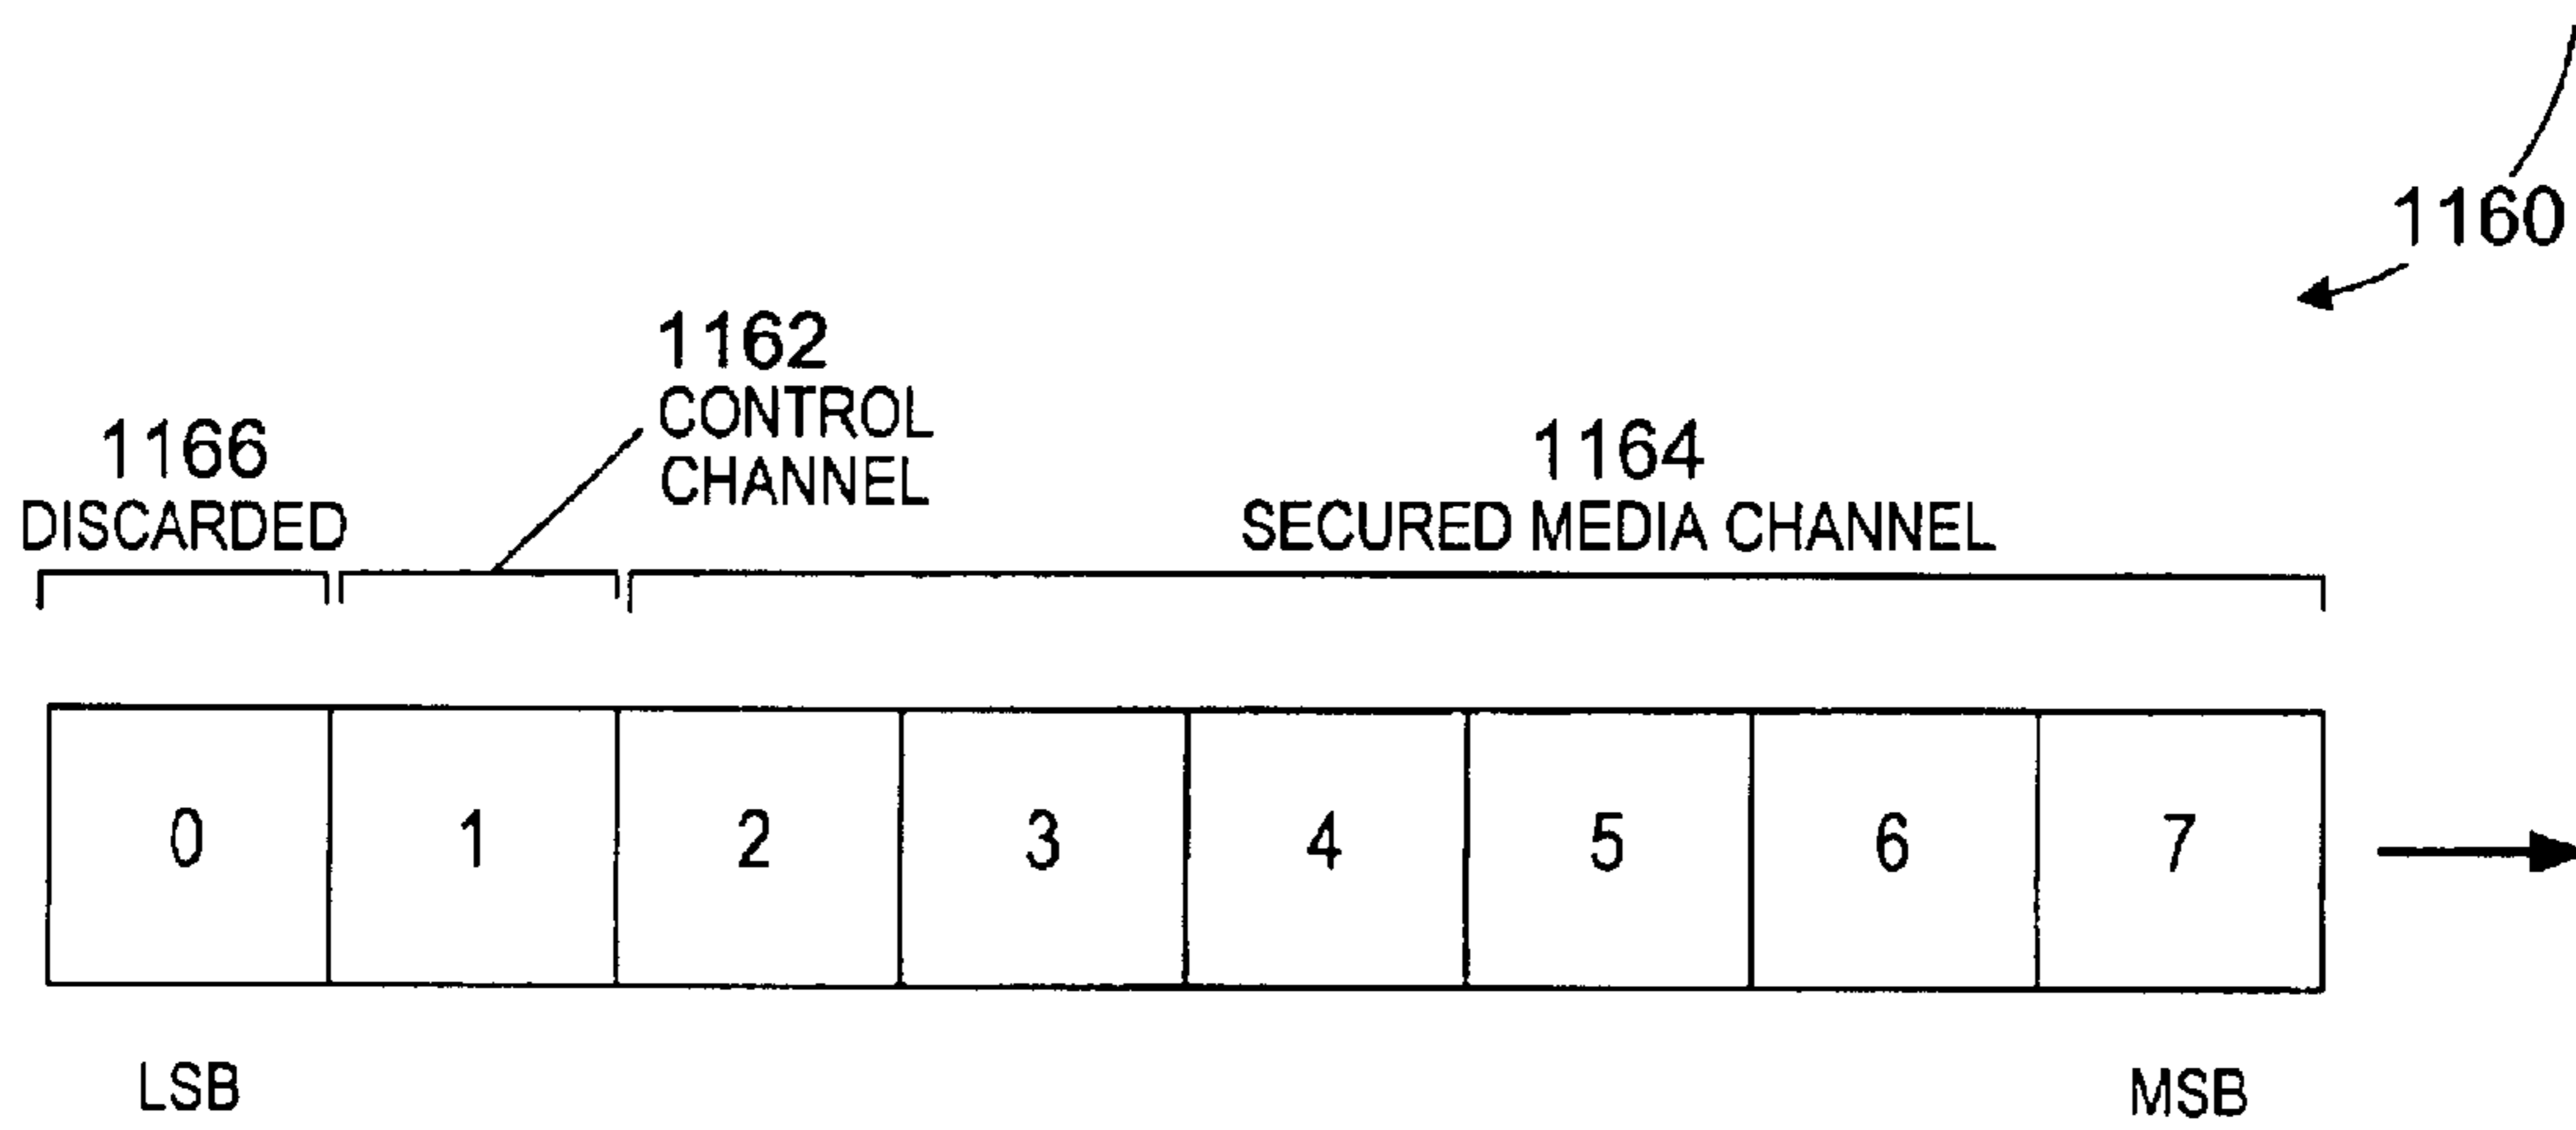 1160
1162
CONTROL
CHANNEL
1166
DISCARDED
1164
SECURED MEDIA CHANNEL
0 1 2 3 4 5 6 7
LSB MSB